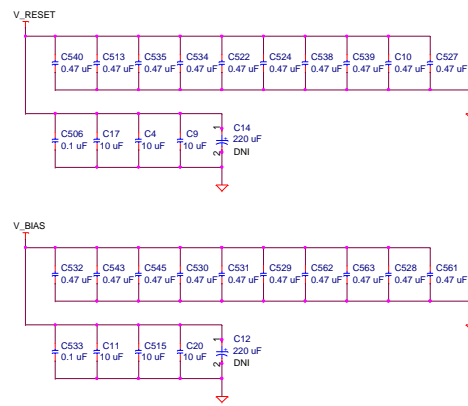 V_RESET
C540 C513 C535 C534 C522 C524 C538 C539 C10 C527
0.47 uF 0.47 uF 0.47 uF 0.47 uF 0.47 uF 0.47 uF 0.47 uF 0.47 uF 0.47 uF 0.47 uF
C506 C17 C4 C9 1 C14
0.1 uF 10 uF 10 uF 10 uF 220 uF
2 DNI
V_BIAS
C532 C543 C545 C530 C531 C529 C562 C563 C528 C561
0.47 uF 0.47 uF 0.47 uF 0.47 uF 0.47 uF 0.47 uF 0.47 uF 0.47 uF 0.47 uF 0.47 uF
C533 C11 C515 C20 1 C12
0.1 uF 10 uF 10 uF 10 uF 220 uF
2 DNI